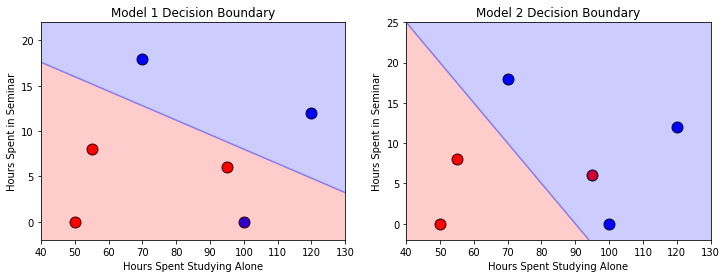 Model 1 Decision Boundary
Hours Spent in Seminar
20
15
10
5
0
40 50 60 70 80 90 100 110 120 130
Hours Spent Studying Alone
Model 2 Decision Boundary
Hours Spent in Seminar
25
20
15
10
5
0
40 50 60 70 80 90 100 110 120 130
Hours Spent Studying Alone